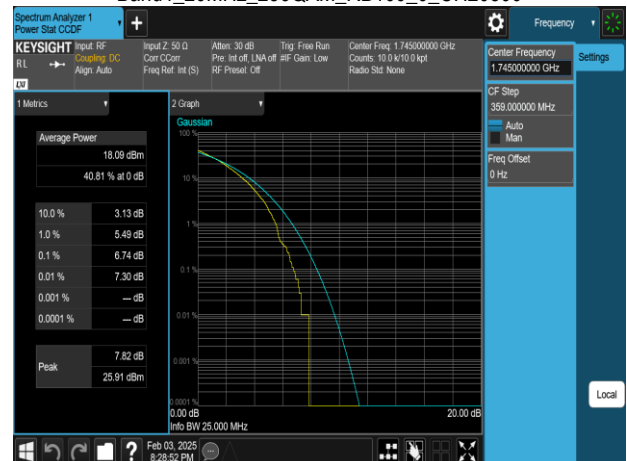 Spectrum Analyzer 1
Power Stat CCDF
Frequency
KEYSIGHT
RL
LXI
Input: RF
Coupling: DC
Align: Auto
Input Z: 50 Ω
Corr CCorr
Freq Ref: Int (S)
Atten: 30 dB
Pre: Int off, LNA off
RF Preset: Off
Trig: Free Run
#IF Gain: Low
Center Freq: 1.745000000 GHz
Counts: 10.0 k/10.0 kpt
Radio Std: None
Center Frequency
1.745000000 GHz
Settings
CF Step
359.000000 MHz
Auto
Man
Freq Offset
0 Hz
Local
1 Metrics
Average Power
18.09 dBm
40.81 % at 0 dB
10.0 % 3.13 dB
1.0 % 5.49 dB
0.1 % 6.74 dB
0.01 % 7.30 dB
0.001 % --- dB
0.0001 % --- dB
Peak
7.82 dB
25.91 dBm
2 Graph
Gaussian
100 %
10 %
1 %
0.1 %
0.01 %
0.001 %
0.0001 %
0.00 dB 20.00 dB
Info BW 25.000 MHz
Feb 03, 2025
8:28:52 PM